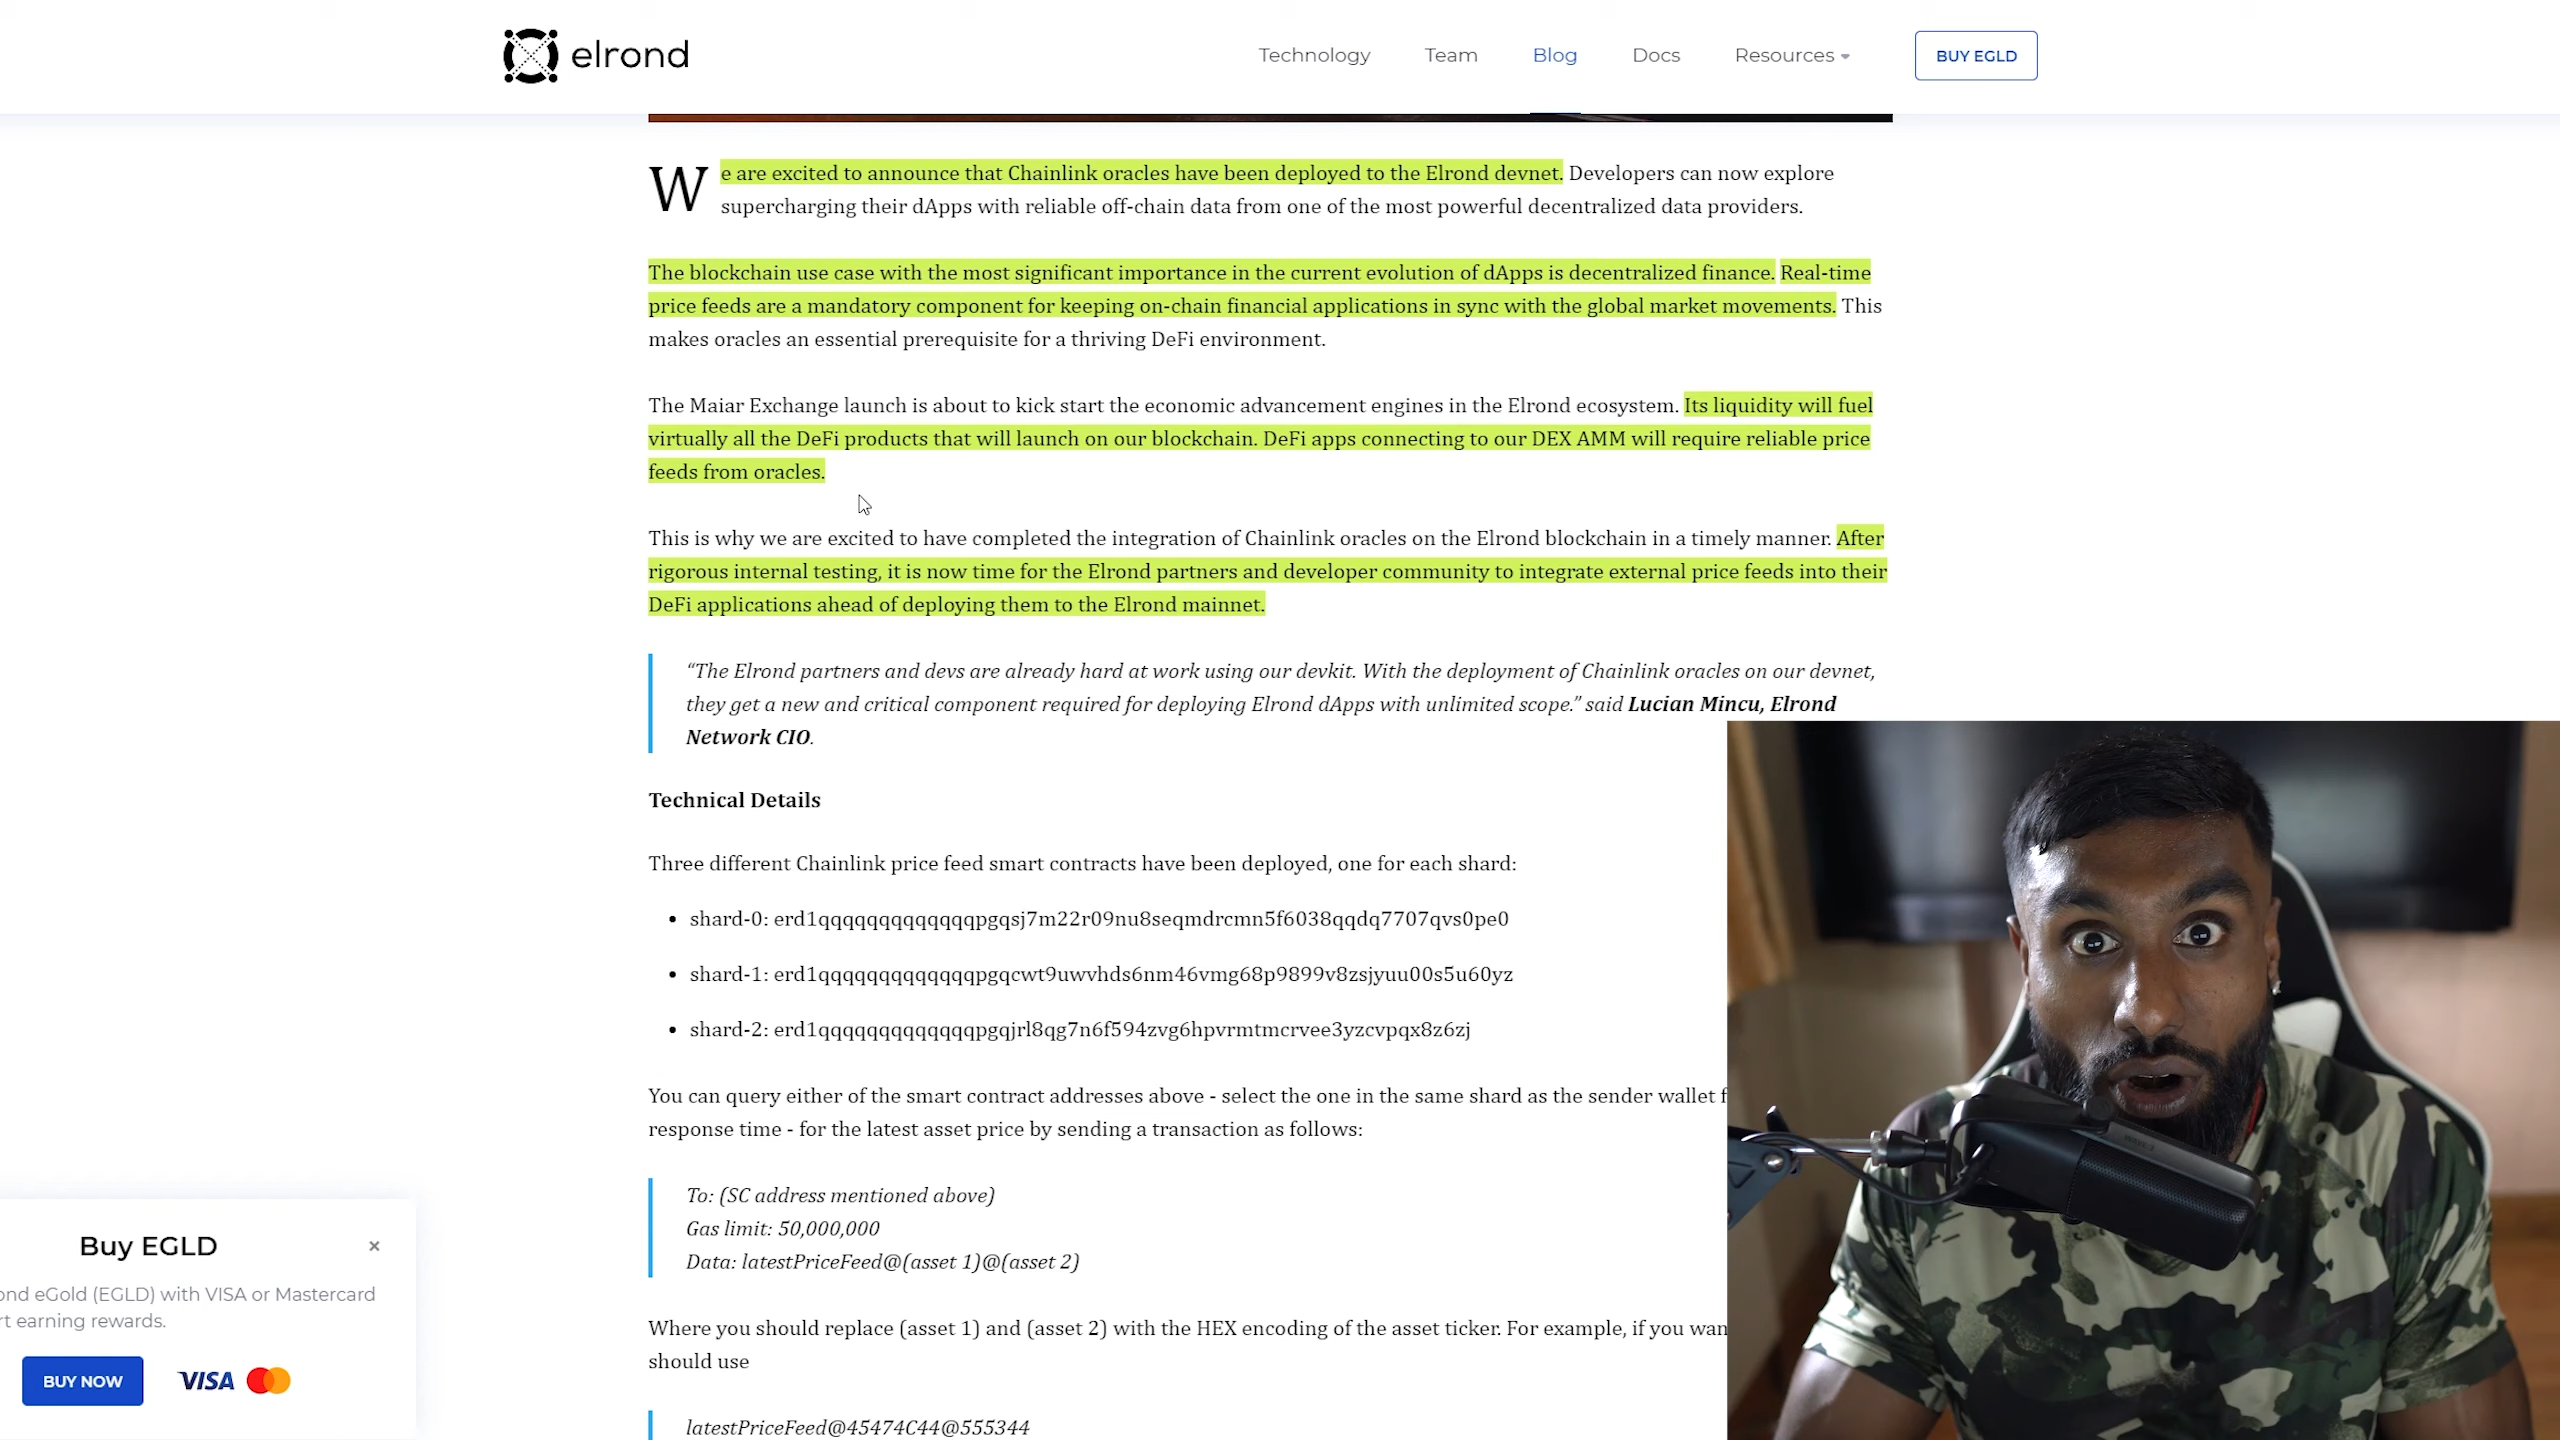 elrond
Technology Team Blog Docs Resources BUY EGLD
We are excited to announce that Chainlink oracles have been deployed to the Elrond devnet. Developers can now explore
supercharging their dApps with reliable off-chain data from one of the most powerful decentralized data providers.
The blockchain use case with the most significant importance in the current evolution of dApps is decentralized finance. Real-time
price feeds are a mandatory component for keeping on-chain financial applications in sync with the global market movements. This
makes oracles an essential prerequisite for a thriving DeFi environment.
The Maiar Exchange launch is about to kick start the economic advancement engines in the Elrond ecosystem. Its liquidity will fuel
virtually all the DeFi products that will launch on our blockchain. DeFi apps connecting to our DEX AMM will require reliable price
feeds from oracles.
This is why we are excited to have completed the integration of Chainlink oracles on the Elrond blockchain in a timely manner. After
rigorous internal testing, it is now time for the Elrond partners and developer community to integrate external price feeds into their
DeFi applications ahead of deploying them to the Elrond mainnet.
“The Elrond partners and devs are already hard at work using our devkit. With the deployment of Chainlink oracles on our devnet,
they get a new and critical component required for deploying Elrond dApps with unlimited scope.” said Lucian Mincu, Elrond
Network CIO.
Technical Details
Three different Chainlink price feed smart contracts have been deployed, one for each shard:
• shard-0: erd1qqqqqqqqqqqqqpgqsj7m22r09nu8seqmdrcmn5f6038qqdq7707qvs0pe0
• shard-1: erd1qqqqqqqqqqqqqpgqcwt9uwvhds6nm46vmg68p9899v8zsjyuu00s5u60yz
• shard-2: erd1qqqqqqqqqqqqqpgqjrl8qg7n6f594zvg6hpvrmtmcrvee3yzcvpqx8z6zj
You can query either of the smart contract addresses above - select the one in the same shard as the sender wallet f
response time - for the latest asset price by sending a transaction as follows:
To: (SC address mentioned above)
Gas limit: 50,000,000
Data: latestPriceFeed@(asset 1)@(asset 2)
Where you should replace (asset 1) and (asset 2) with the HEX encoding of the asset ticker. For example, if you wan
should use
latestPriceFeed@45474C44@555344
Buy EGLD ×
ond eGold (EGLD) with VISA or Mastercard
rt earning rewards.
BUY NOW VISA